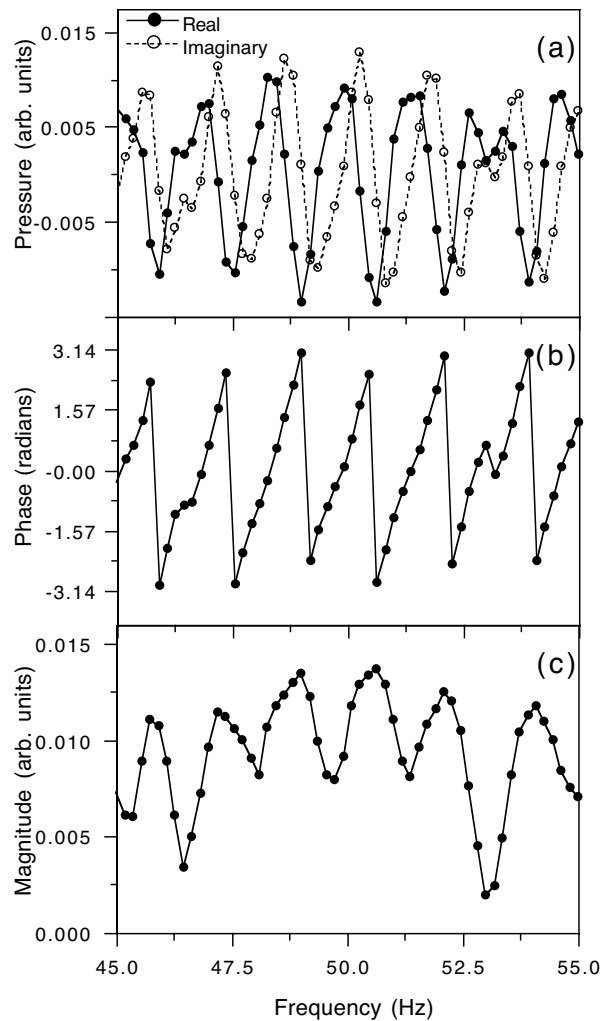 0.015
Real
Imaginary
(a)
0.005
-0.005
Pressure (arb. units)
3.14
(b)
1.57
-0.00
-1.57
-3.14
Phase (radians)
0.015
(c)
0.010
0.005
0.000
Magnitude (arb. units)
45.0 47.5 50.0 52.5 55.0
Frequency (Hz)